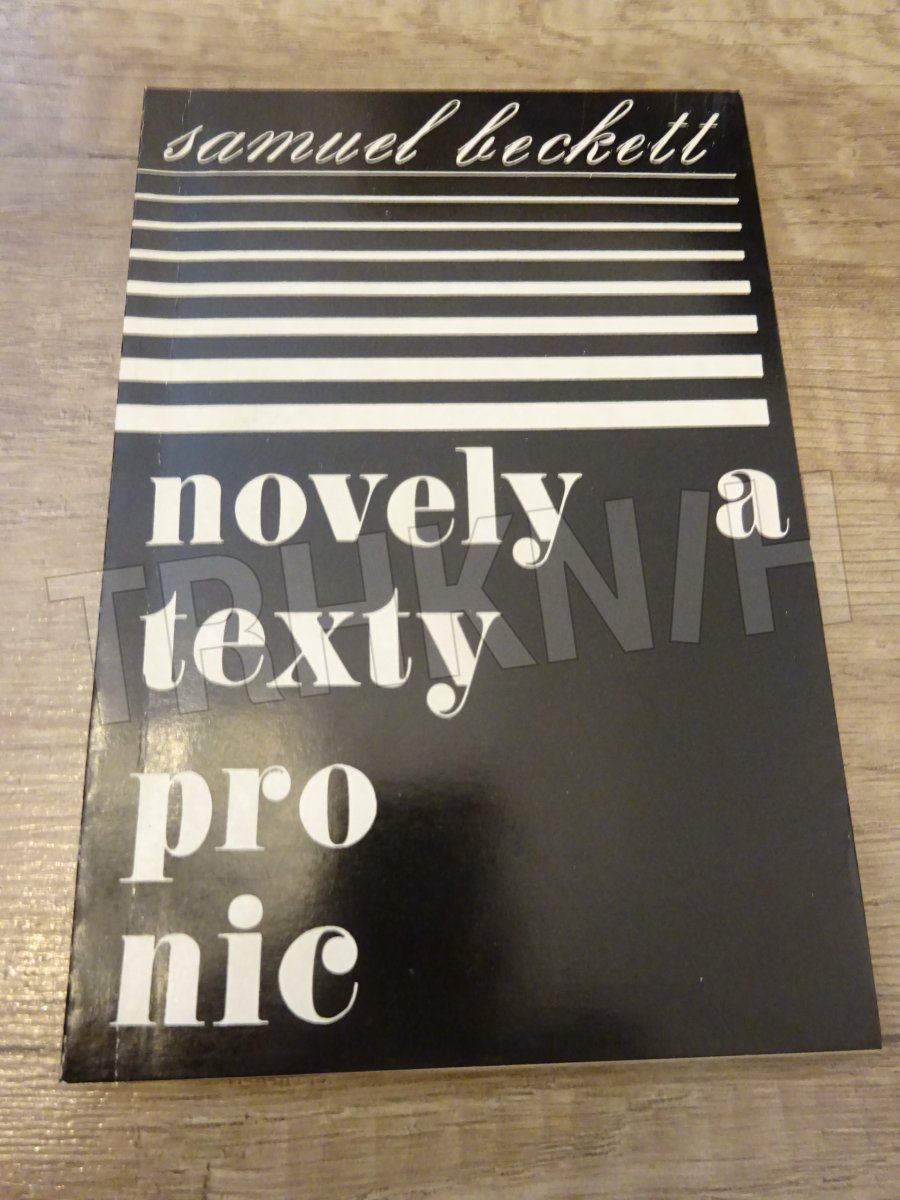 samuel beckett
novely a
texty
pro
nic
TRHKNIH